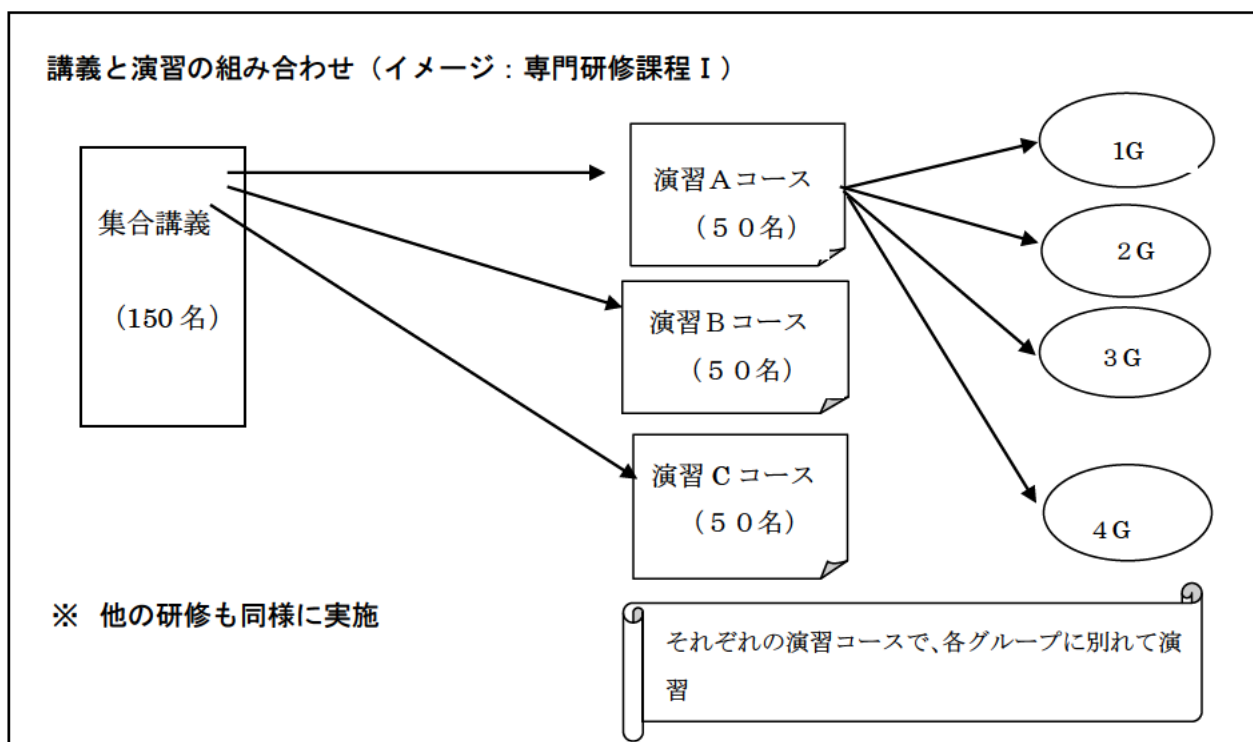 講義と演習の組み合わせ（イメージ：専門研修課程Ⅰ）
集合講義
（150 名）
演習Ａコース
（５０名）
演習Ｂコース
（５０名）
演習 C コース
（５０名）
1G
２G
３G
４G
※　他の研修も同様に実施
それぞれの演習コースで、各グループに別れて演
習